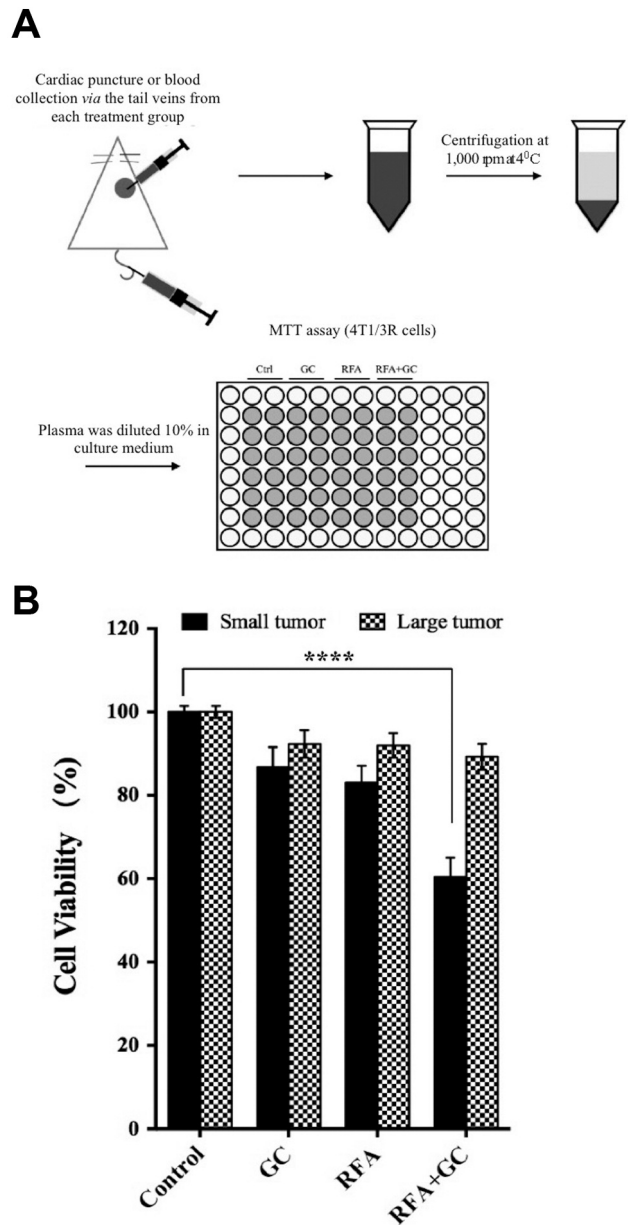 A
Cardiac puncture or blood
collection via the tail veins from
each treatment group
Centrifugation at
1,000 rpm at 4⁰C
MTT assay (4T1/3R cells)
Ctrl GC RFA RFA+GC
Plasma was diluted 10% in
culture medium
B
Small tumor Large tumor
****
Cell Viability (%)
120
100
80
60
40
20
0
Control GC RFA RFA+GC